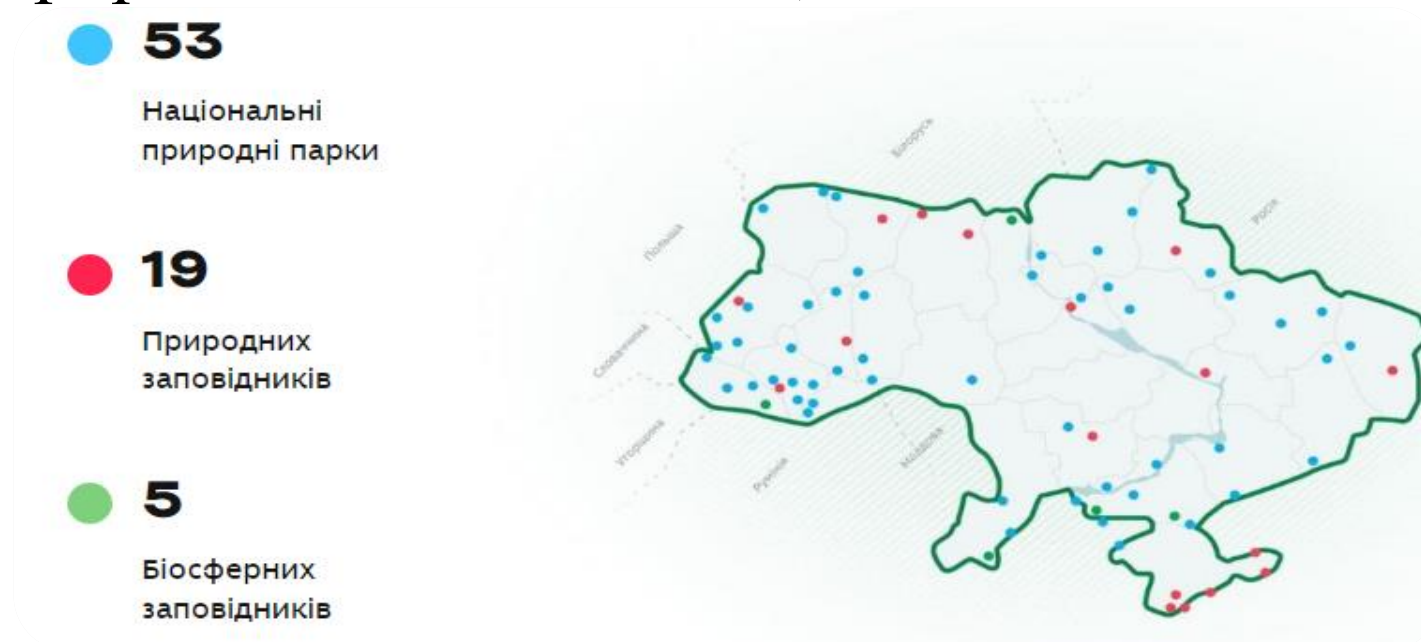 53
Національні
природні парки
19
Природних
заповідників
5
Біосферних
заповідників
Білорусь
Польща
Росія
Словаччина
Угорщина
Румунія
Молдова